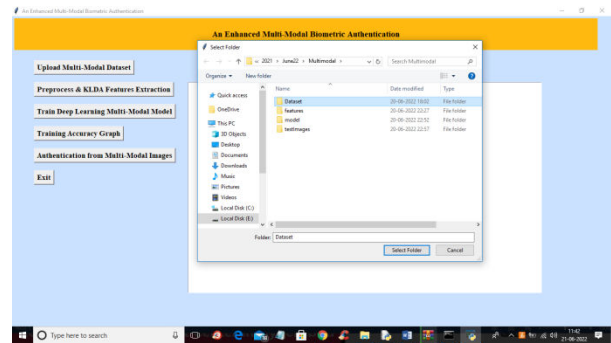 An Enhanced Multi-Modal Biometric Authentication
An Enhanced Multi-Modal Biometric Authentication
Upload Multi-Modal Dataset
Preprocess & KLDA Features Extraction
Train Deep Learning Multi-Modal Model
Training Accuracy Graph
Authentication from Multi-Modal Images
Exit
Select Folder
« 2021 › June22 › Multimodal ›
Search Multimodal
Organize
New folder
Quick access
OneDrive
This PC
3D Objects
Desktop
Documents
Downloads
Music
Pictures
Videos
Local Disk (C:)
Local Disk (E:)
Name Date modified Type
Dataset 20-06-2022 File folder
features 20-06-2022 22:27 File folder
model 20-06-2022 22:52 File folder
testImages 20-06-2022 22:57 File folder
Folder: Dataset
Select Folder Cancel
Type here to search
11:42
21-06-2022